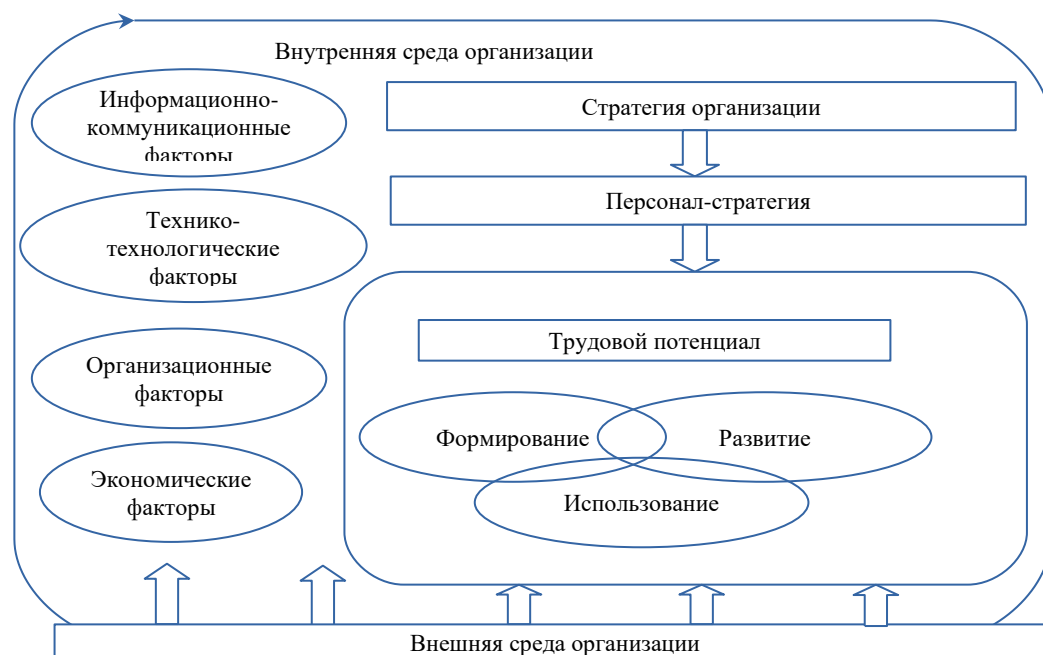 Внутренняя среда организации
Информационно-
коммуникационные
факторы
Стратегия организации
Персонал-стратегия
Технико-
технологические
факторы
Трудовой потенциал
Организационные
факторы
Формирование
Развитие
Экономические
факторы
Использование
Внешняя среда организации